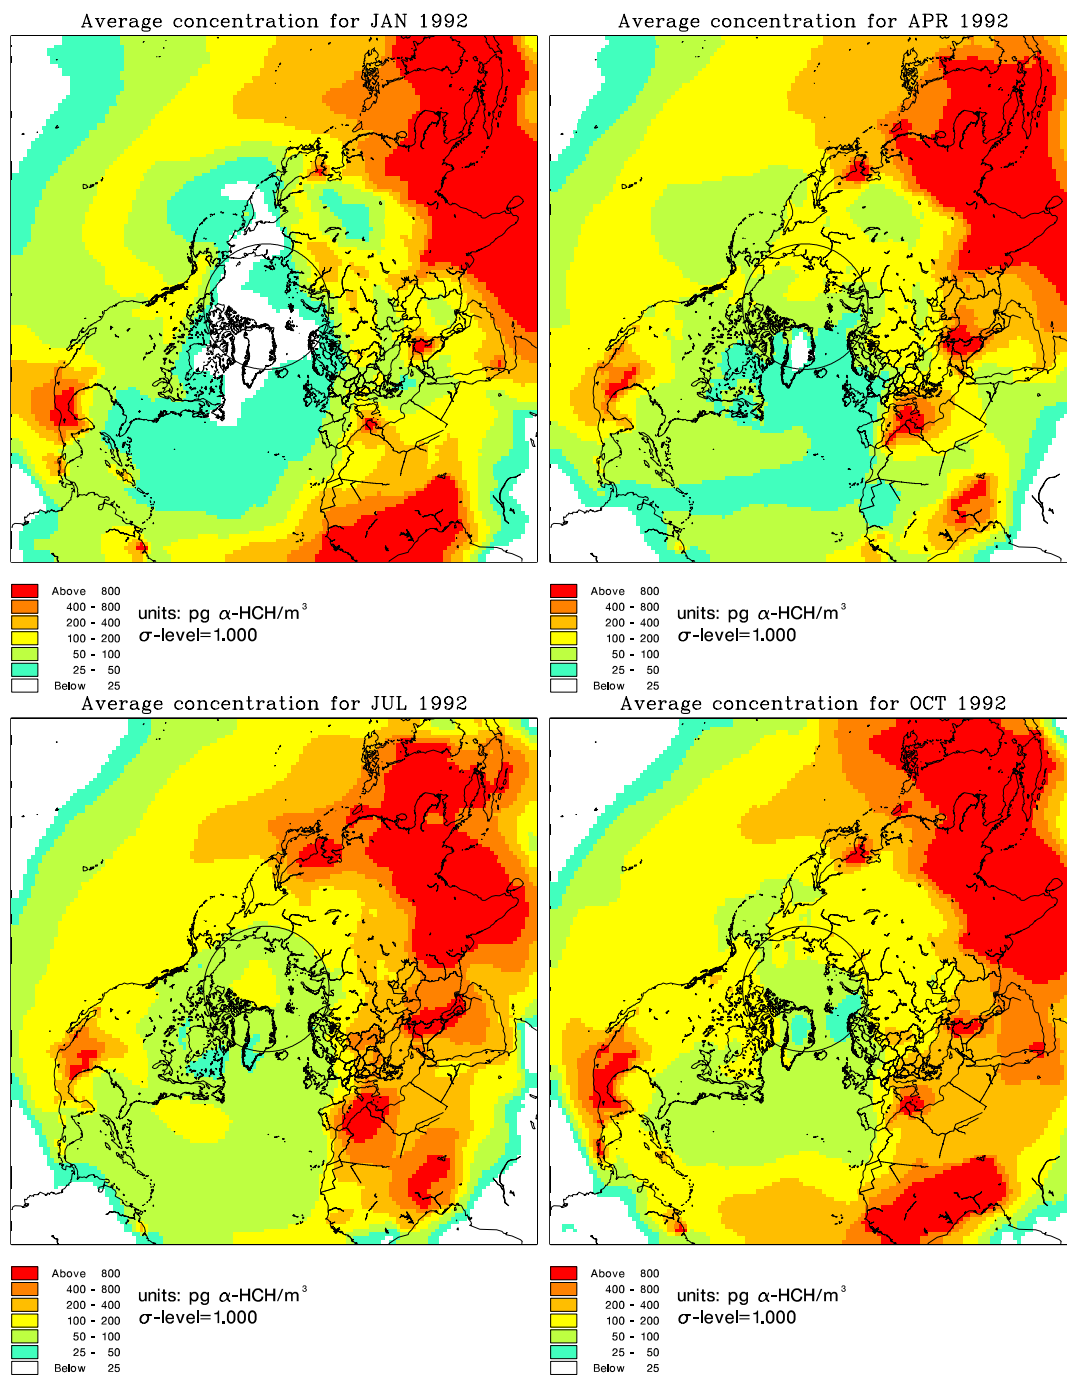 Average concentration for JAN 1992
Average concentration for APR 1992
Above 800
400 - 800
200 - 400
100 - 200
50 - 100
25 - 50
Below 25
units: pg α-HCH/m³
σ-level=1.000
Above 800
400 - 800
200 - 400
100 - 200
50 - 100
25 - 50
Below 25
units: pg α-HCH/m³
σ-level=1.000
Average concentration for JUL 1992
Average concentration for OCT 1992
Above 800
400 - 800
200 - 400
100 - 200
50 - 100
25 - 50
Below 25
units: pg α-HCH/m³
σ-level=1.000
Above 800
400 - 800
200 - 400
100 - 200
50 - 100
25 - 50
Below 25
units: pg α-HCH/m³
σ-level=1.000